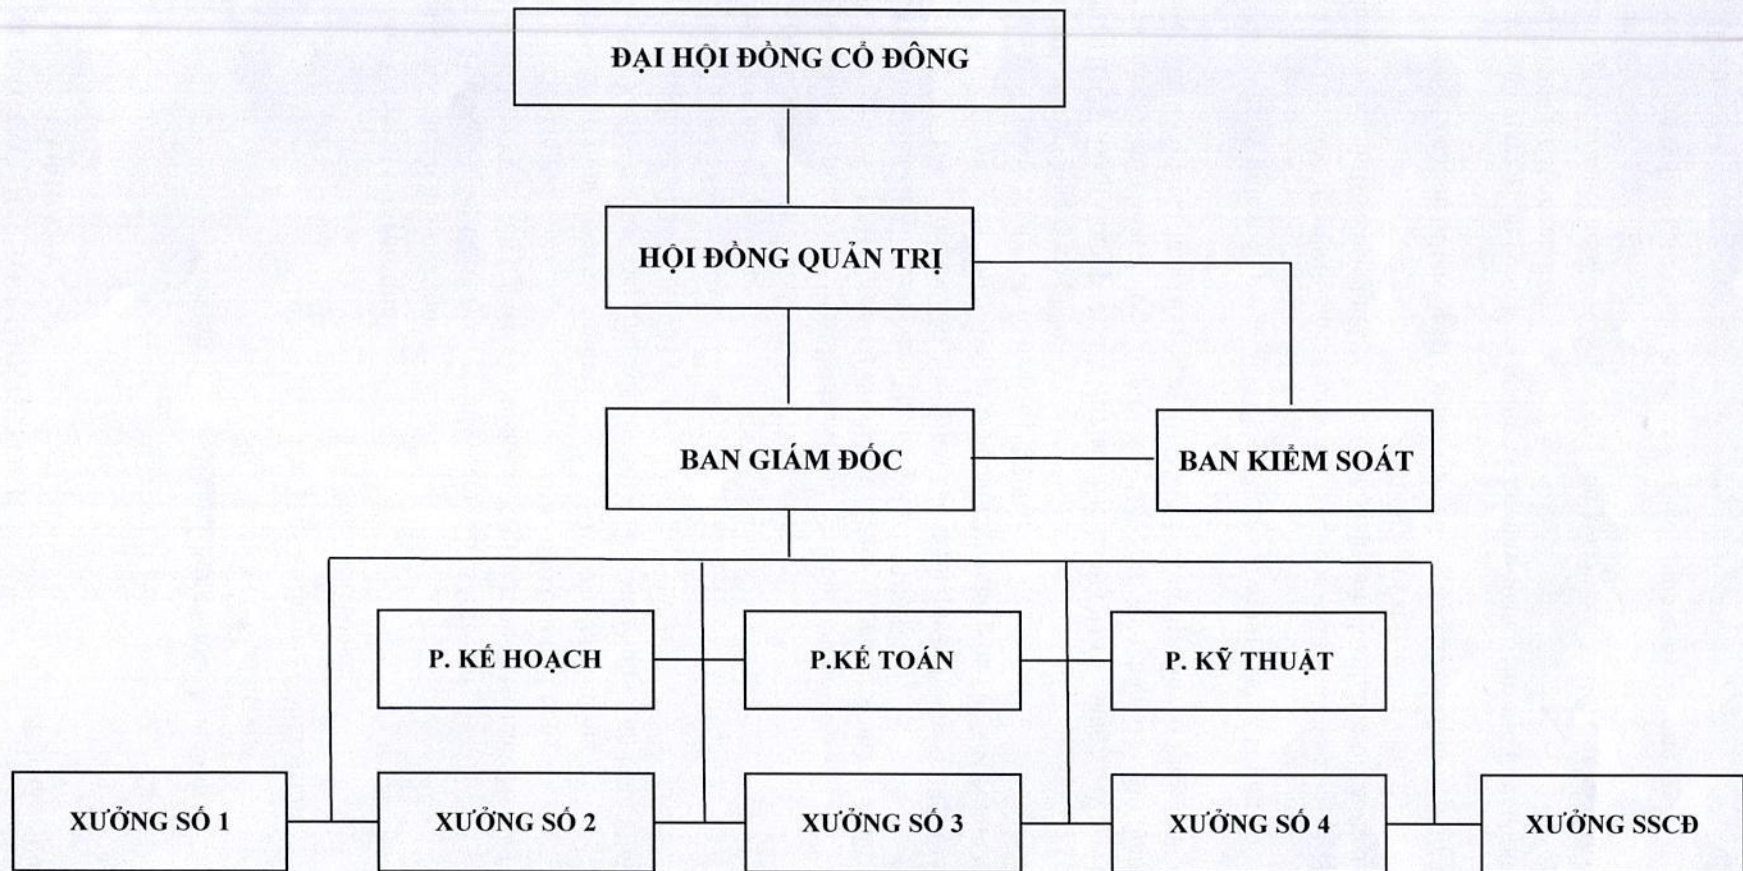 ĐẠI HỘI ĐỒNG CỔ ĐÔNG
HỘI ĐỒNG QUẢN TRỊ
BAN GIÁM ĐỐC
BAN KIỂM SOÁT
P. KẾ HOẠCH
P.KẾ TOÁN
P. KỸ THUẬT
XƯỞNG SỐ 1
XƯỞNG SỐ 2
XƯỞNG SỐ 3
XƯỞNG SỐ 4
XƯỞNG SSCĐ